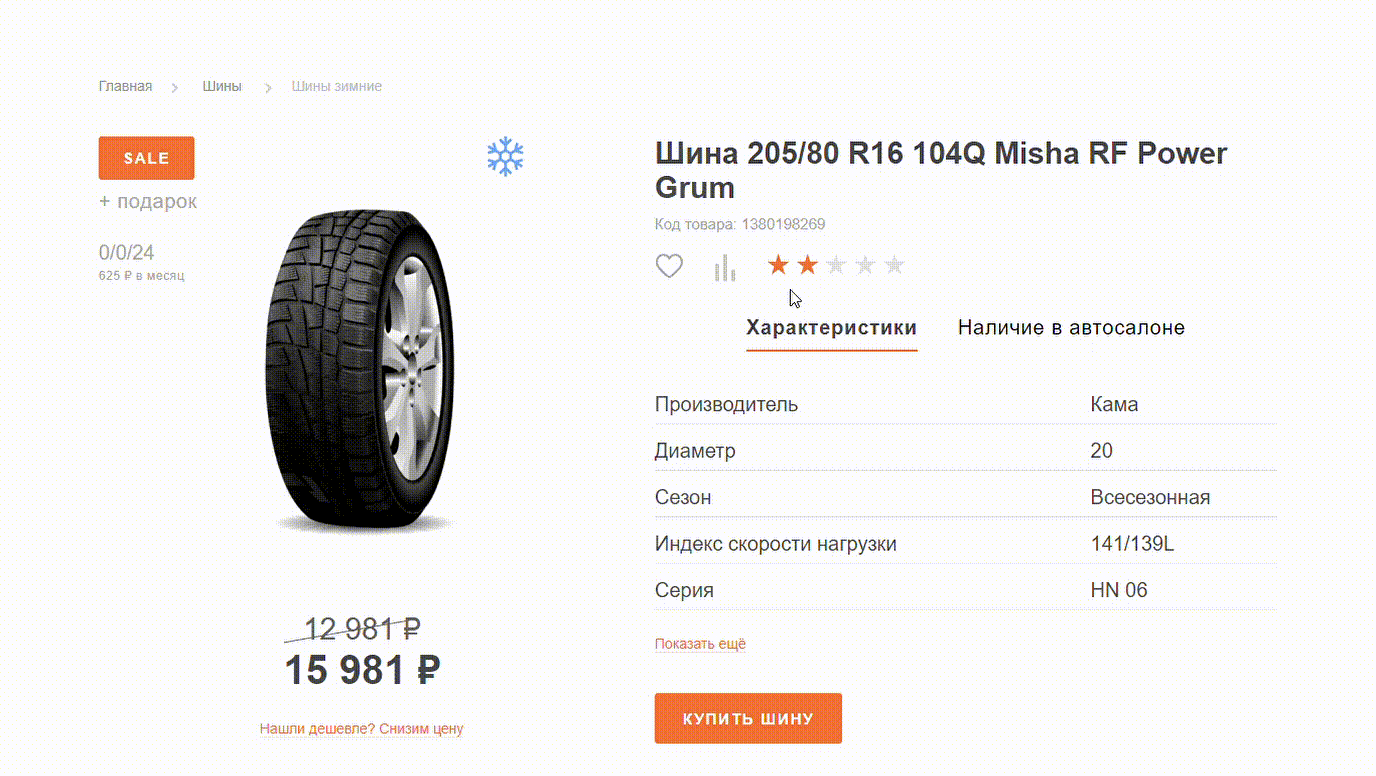 Главная > Шины > Шины зимние
SALE
+ подарок
0/0/24
625 ₽ в месяц
12 981 ₽
15 981 ₽
Нашли дешевле? Снизим цену
Шина 205/80 R16 104Q Misha RF Power
Grum
Код товара: 1380198269
Характеристики Наличие в автосалоне
Производитель Кама
Диаметр 20
Сезон Всесезонная
Индекс скорости нагрузки 141/139L
Серия HN 06
Показать ещё
КУПИТЬ ШИНУ